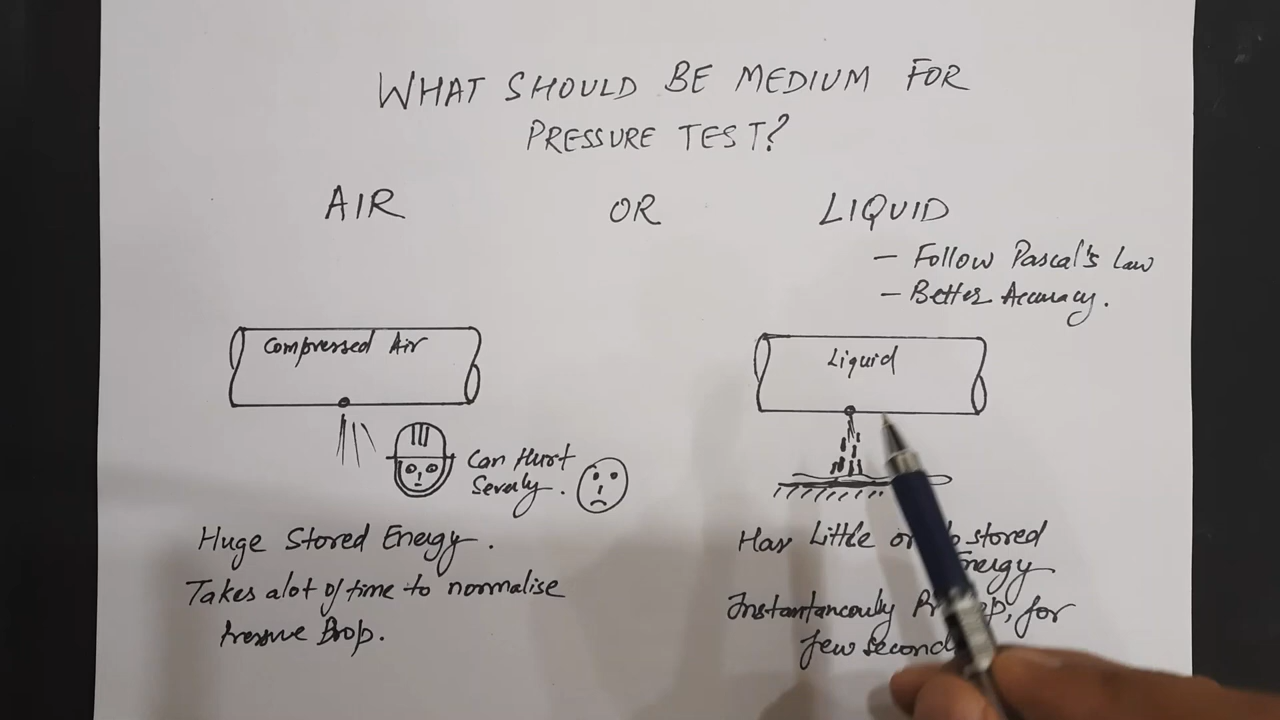 WHAT SHOULD BE MEDIUM FOR
PRESSURE TEST?
AIR OR LIQUID
- Follow Pascal's Law
- Better Accuracy.
Compressed Air
Liquid
Can Hurt
Severly.
Huge Stored Energy.
Takes alot of time to normalise
Pressure Drop.
Has Little or stored
Energy
Instantaneously for
few second